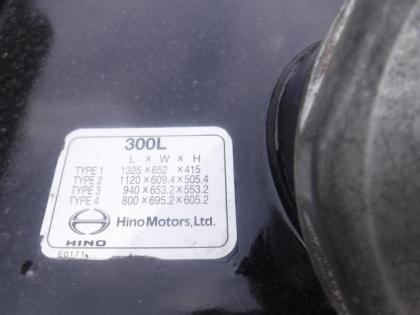 300L
L × W × H
TYPE 1 1325×652 ×415
TYPE 2 1120×609.4×505.4
TYPE 3 940×653.2×553.2
TYPE 4 800×695.2×605.2
HINO Hino Motors, Ltd.
E0171